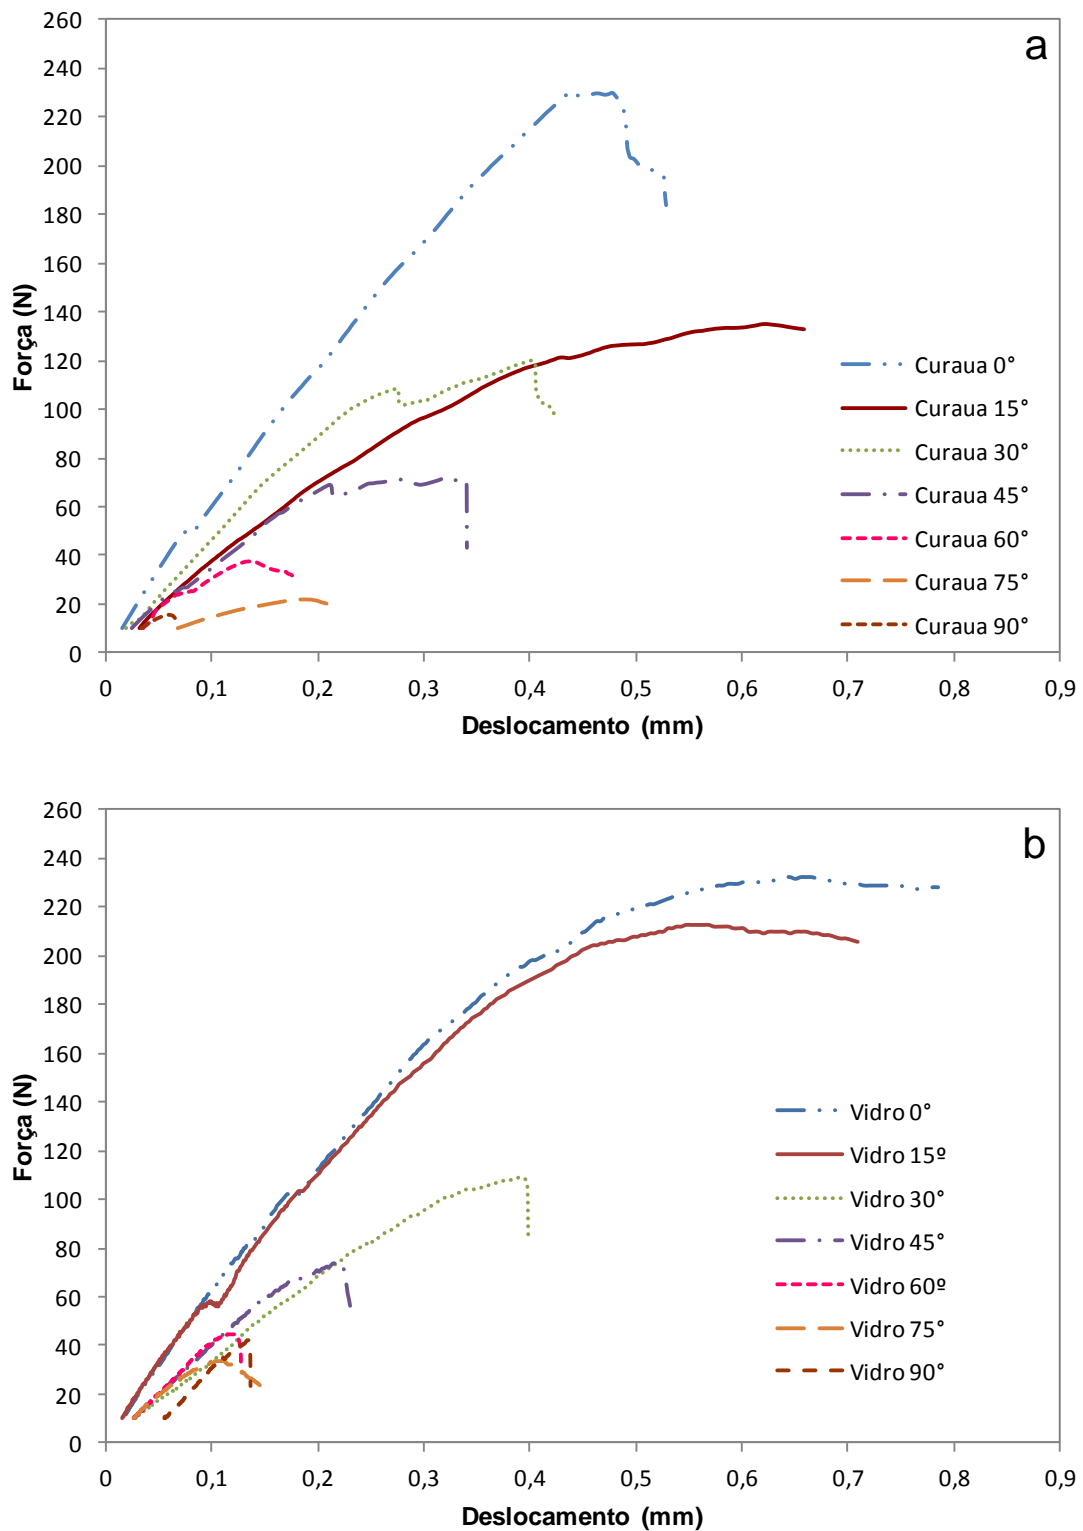 a
260
240
220
200
180
160
140
120
100
80
60
40
20
0
Força (N)
Curaua 0°
Curaua 15°
Curaua 30°
Curaua 45°
Curaua 60°
Curaua 75°
Curaua 90°
0 0,1 0,2 0,3 0,4 0,5 0,6 0,7 0,8 0,9
Deslocamento (mm)
b
260
240
220
200
180
160
140
120
100
80
60
40
20
0
Força (N)
Vidro 0°
Vidro 15º
Vidro 30°
Vidro 45°
Vidro 60º
Vidro 75°
Vidro 90°
0 0,1 0,2 0,3 0,4 0,5 0,6 0,7 0,8 0,9
Deslocamento (mm)